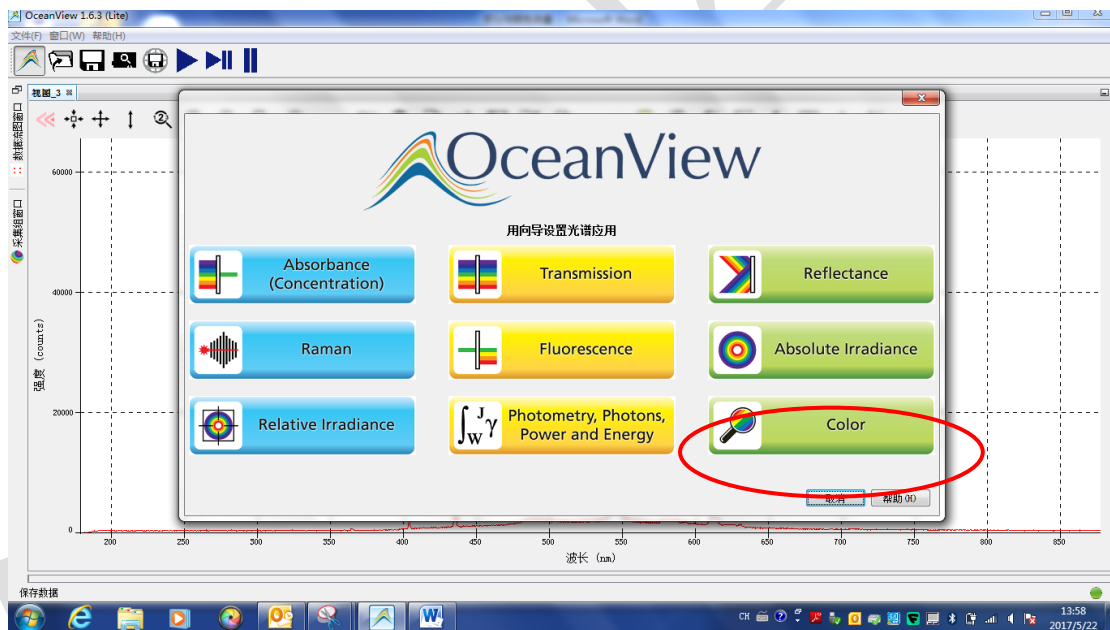 OceanView 1.6.3 (Lite)
文件(F) 窗口(W) 帮助(H)
视图_3
数据流图窗口
采集组窗口
OceanView
用向导设置光谱应用
Absorbance
(Concentration)
Transmission
Reflectance
Raman
Fluorescence
Absolute Irradiance
Relative Irradiance
∫ J W γ
Photometry, Photons,
Power and Energy
Color
取消
帮助(H)
强度 (counts)
60000
40000
20000
0
200 250 300 350 400 450 500 550 600 650 700 750 800 850
波长 (nm)
保存数据
CH
13:58
2017/5/22